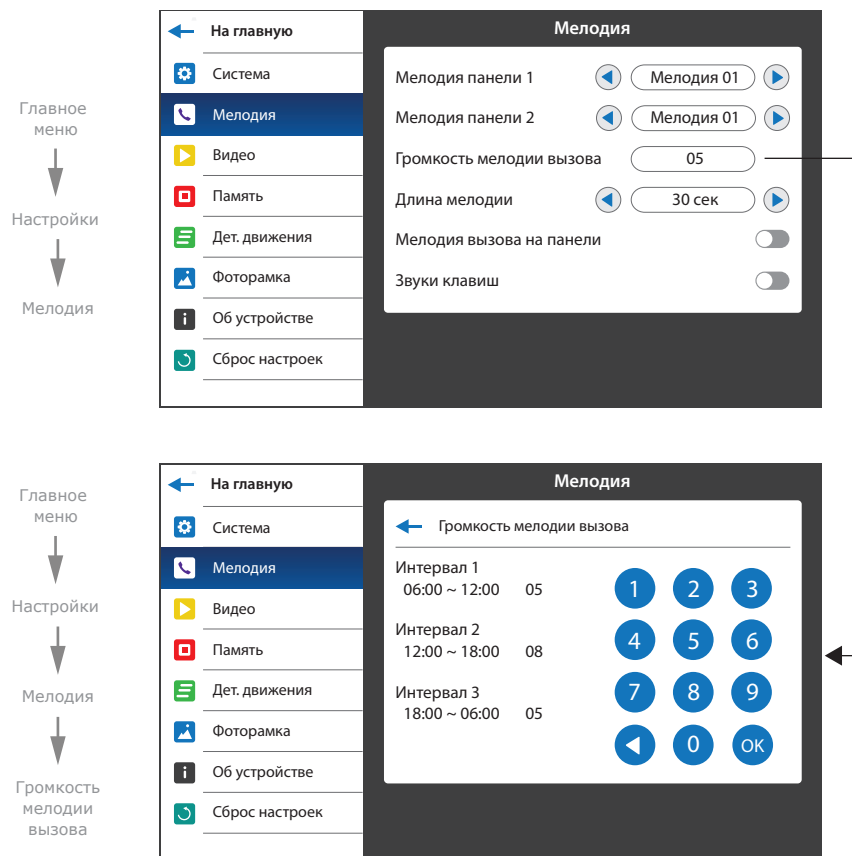 Главное
меню
Настройки
Мелодия
На главную
Система
Мелодия
Видео
Память
Дет. движения
Фоторамка
Об устройстве
Сброс настроек
Мелодия
Мелодия панели 1 Мелодия 01
Мелодия панели 2 Мелодия 01
Громкость мелодии вызова 05
Длина мелодии 30 сек
Мелодия вызова на панели
Звуки клавиш
Главное
меню
Настройки
Мелодия
Громкость
мелодии
вызова
На главную
Система
Мелодия
Видео
Память
Дет. движения
Фоторамка
Об устройстве
Сброс настроек
Мелодия
Громкость мелодии вызова
Интервал 1
06:00 ~ 12:00 05
Интервал 2
12:00 ~ 18:00 08
Интервал 3
18:00 ~ 06:00 05
1 2 3
4 5 6
7 8 9
0 OK